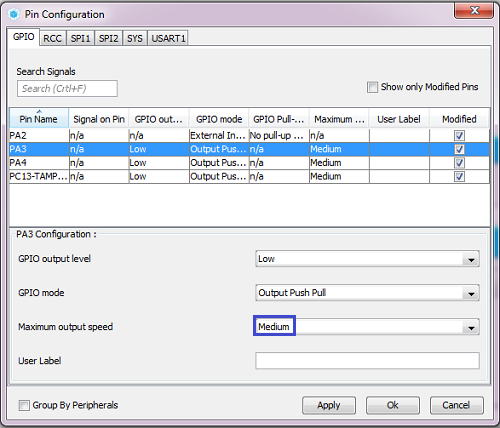 Pin Configuration
GPIO RCC SPI1 SPI2 SYS USART1
Search Signals
Search (Crtl+F)
Show only Modified Pins
Pin Name Signal on Pin GPIO out... GPIO mode GPIO Pull-... Maximum ... User Label Modified
PA2 n/a n/a External In... No pull-up ... n/a
PA3 n/a Low Output Pus... n/a Medium
PA4 n/a Low Output Pus... n/a Medium
PC13-TAMP... n/a Low Output Pus... n/a Medium
PA3 Configuration :
GPIO output level Low
GPIO mode Output Push Pull
Maximum output speed Medium
User Label
Group By Peripherals Apply Ok Cancel